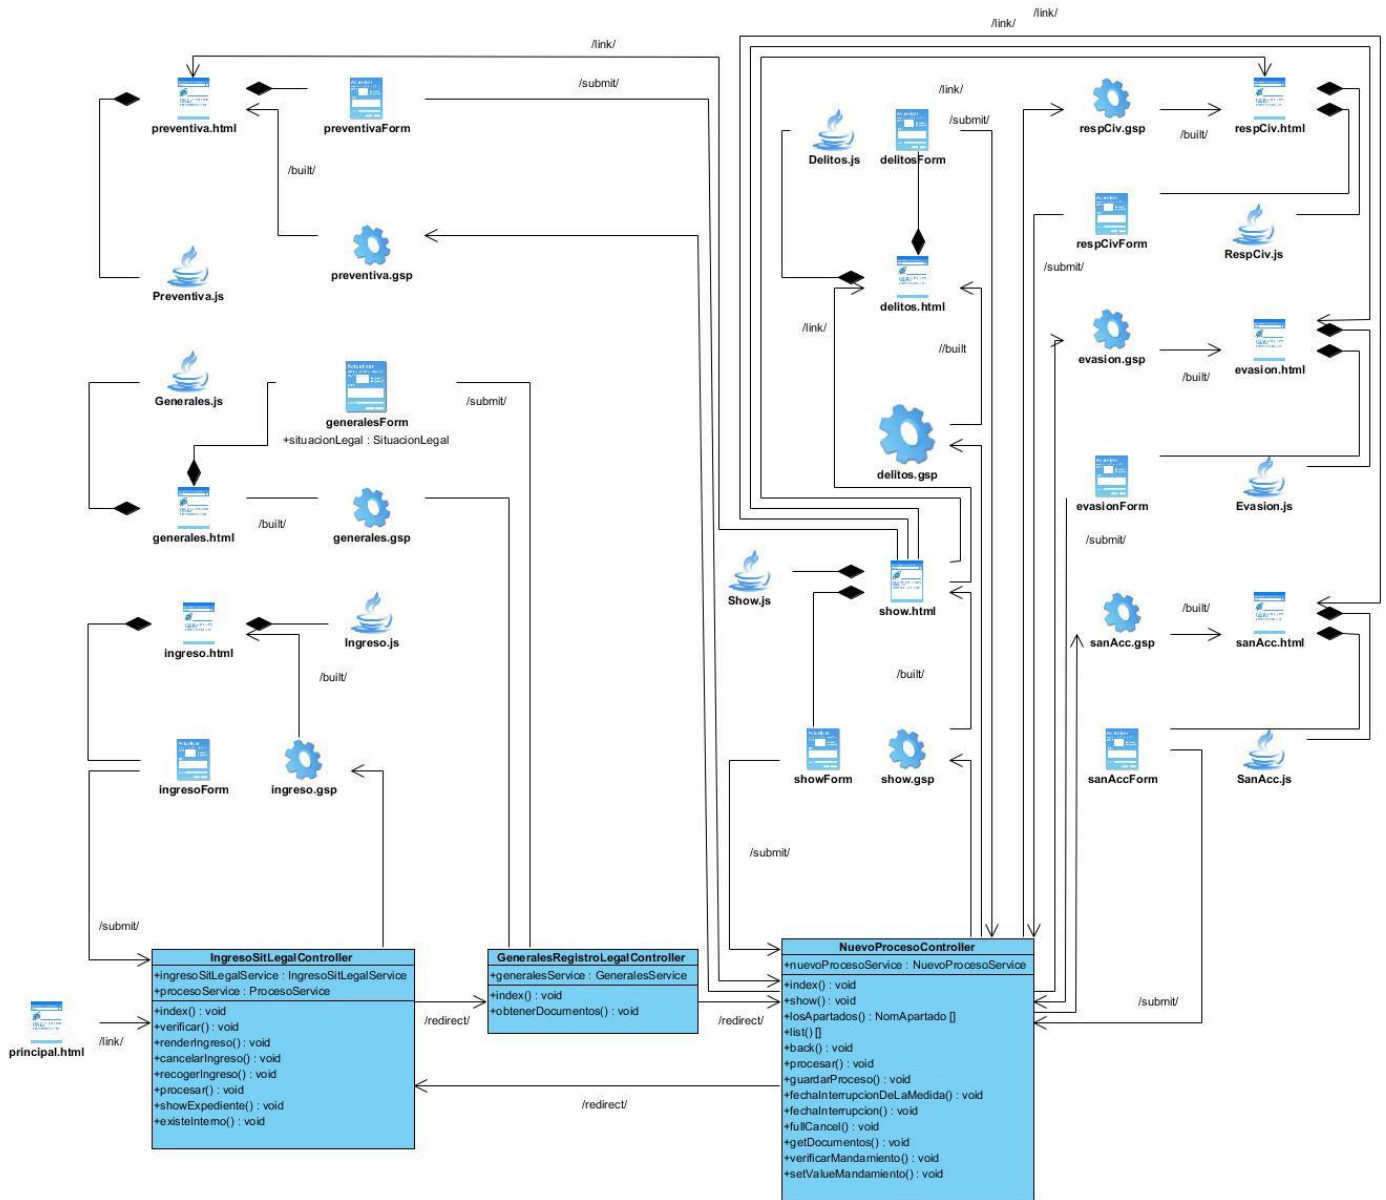 /link/
/link/
/link/
/submit/
/link/
/submit/
preventiva.html
preventivaForm
Delitos.js
delitosForm
respCiv.gsp
/built/
respCiv.html
/built/
respCivForm
RespCiv.js
/submit/
preventiva.gsp
Preventiva.js
delitos.html
/link/
//built
evasion.gsp
/built/
evasion.html
Generales.js
generalesForm
+situacionLegal : SituacionLegal
/submit/
delitos.gsp
evasionForm
Evasion.js
/submit/
generales.html
/built/
generales.gsp
Show.js
show.html
/built/
sanAcc.gsp
sanAcc.html
ingreso.html
Ingreso.js
/built/
/built/
ingresoForm
ingreso.gsp
showForm
show.gsp
sanAccForm
SanAcc.js
/submit/
/submit/
/submit/
principal.html
/link/
IngresoSitLegalController
+ingresoSitLegalService : IngresoSitLegalService
+procesoService : ProcesoService
+index() : void
+verificar() : void
+renderIngreso() : void
+cancelarIngreso() : void
+recogerIngreso() : void
+procesar() : void
+showExpediente() : void
+existeInterno() : void
/redirect/
GeneralesRegistroLegalController
+generalesService : GeneralesService
+index() : void
+obtenerDocumentos() : void
/redirect/
/redirect/
NuevoProcesoController
+nuevoProcesoService : NuevoProcesoService
+index() : void
+show() : void
+losApartados() : NomApartado []
+list() []
+back() : void
+procesar() : void
+guardarProceso() : void
+fechaInterrupcionDeLaMedida() : void
+fechaInterrupcion() : void
+fullCancel() : void
+getDocumentos() : void
+verificarMandamiento() : void
+setValueMandamiento() : void